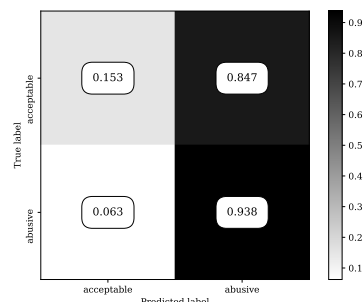 0.153 0.847
0.063 0.938
acceptable
abusive
True label
acceptable abusive
Predicted label
0.9
0.8
0.7
0.6
0.5
0.4
0.3
0.2
0.1